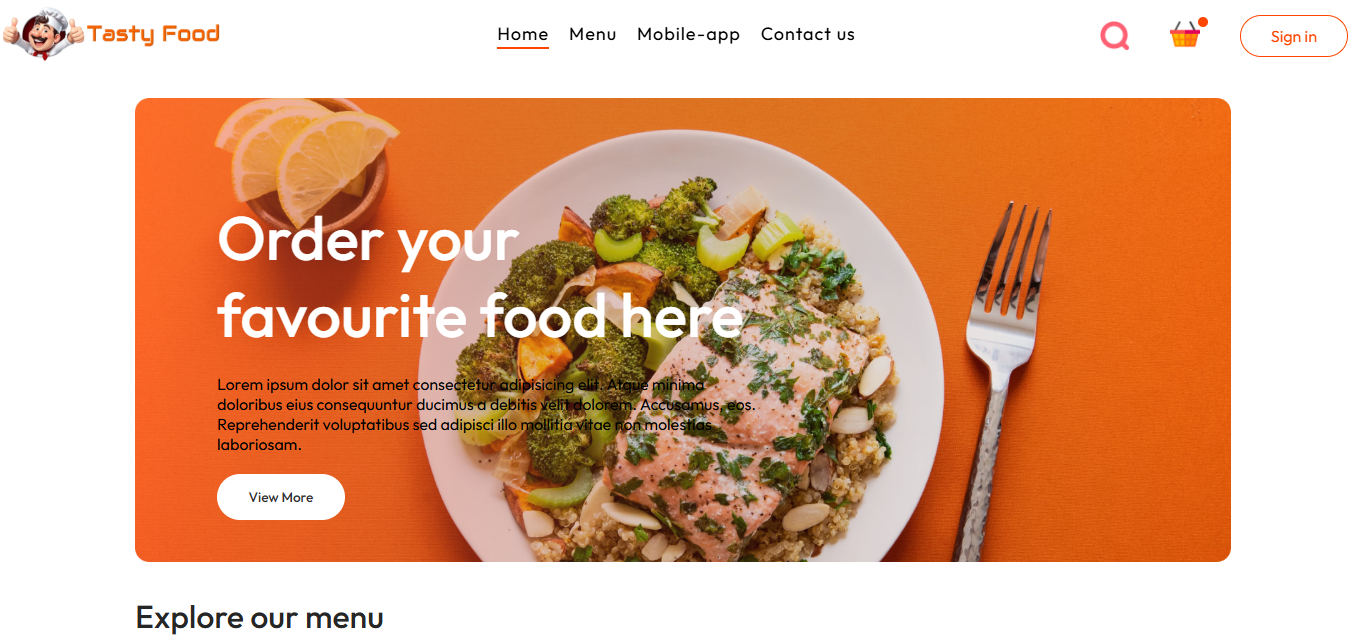 Tasty Food
Home Menu Mobile-app Contact us
Sign in
Order your
favourite food here
Lorem ipsum dolor sit amet consectetur adipisicing elit. Atque minima
doloribus eius consequuntur ducimus a debitis velit dolorem. Accusamus, eos.
Reprehenderit voluptatibus sed adipisci illo mollitia vitae non molestias
laboriosam.
View More
Explore our menu